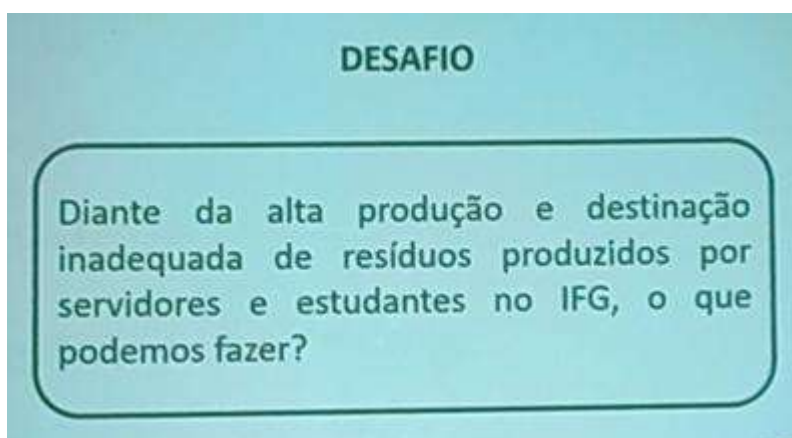 DESAFIO
Diante da alta produção e destinação
inadequada de resíduos produzidos por
servidores e estudantes no IFG, o que
podemos fazer?